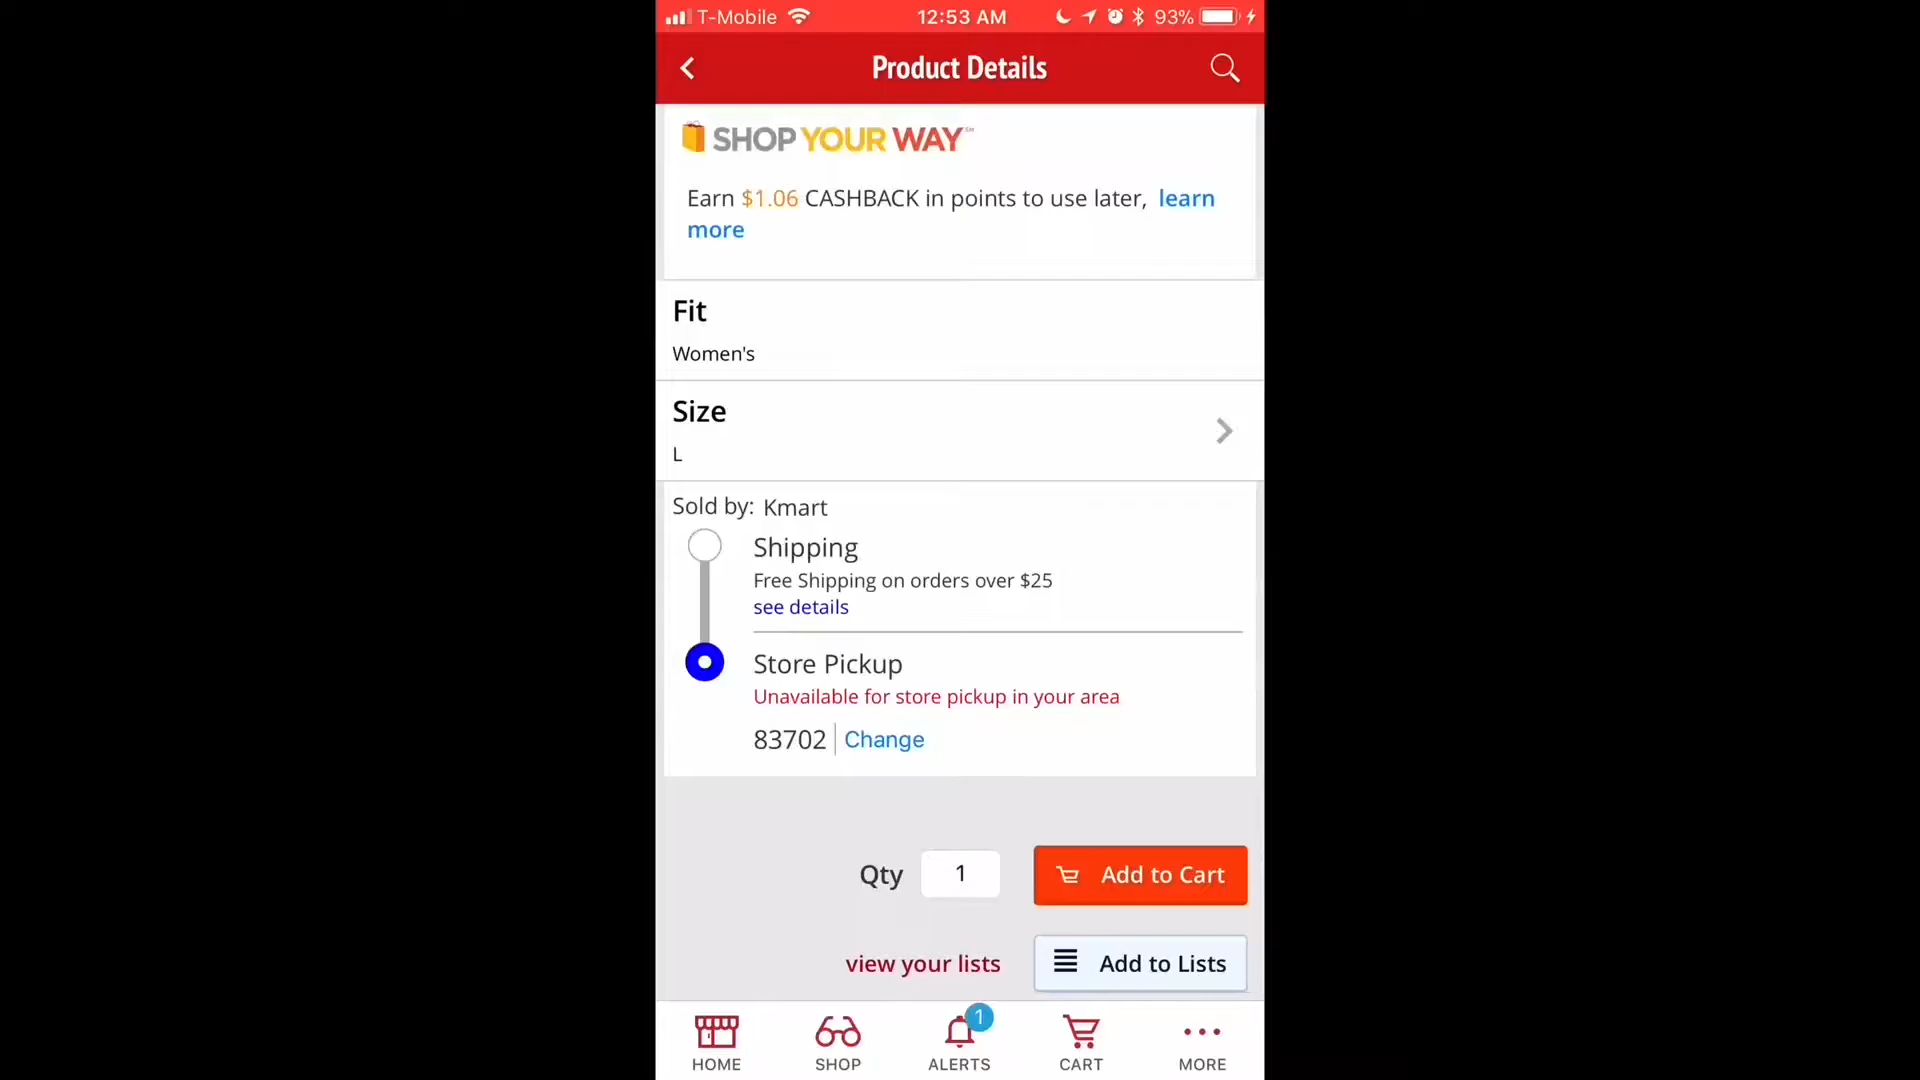 T-Mobile 12:53 AM 93%
Product Details
SHOP YOUR WAY℠
Earn $1.06 CASHBACK in points to use later, learn
more
Fit
Women's
Size
L
Sold by: Kmart
Shipping
Free Shipping on orders over $25
see details
Store Pickup
Unavailable for store pickup in your area
83702 Change
Qty 1 Add to Cart
view your lists Add to Lists
1
HOME SHOP ALERTS CART MORE